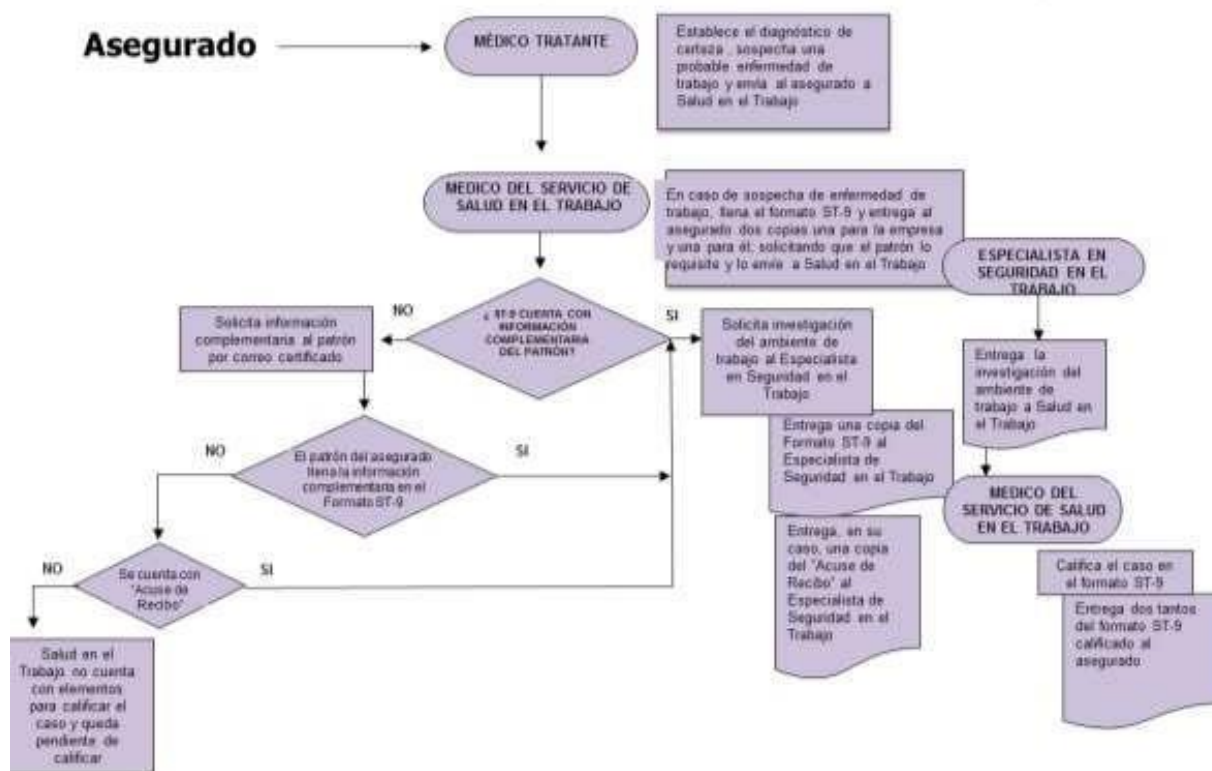 Asegurado
MÉDICO TRATANTE
Establece el diagnóstico de
certeza , sospecha una
probable enfermedad de
trabajo y envía al asegurado a
Salud en el Trabajo
MEDICO DEL SERVICIO DE
SALUD EN EL TRABAJO
En caso de sospecha de enfermedad de
trabajo, llena el formato ST-9 y entrega al
asegurado dos copias una para la empresa
y una para él, solicitando que el patrón lo
requisite y lo envíe a Salud en el Trabajo
ESPECIALISTA EN
SEGURIDAD EN EL
TRABAJO
NO
¿ ST-9 CUENTA CON
INFORMACIÓN
COMPLEMENTARIA
DEL PATRÓN?
SI
Solicita información
complementaria al patrón
por correo certificado
Solicita investigación
del ambiente de
trabajo al Especialista
en Seguridad en el
Trabajo
Entrega la
investigación del
ambiente de
trabajo a Salud en
el Trabajo
Entrega una copia del
Formato ST-9 al
Especialista de
Seguridad en el Trabajo
NO
El patrón del asegurado
llena la información
complementaria en el
Formato ST-9
SI
MEDICO DEL
SERVICIO DE SALUD
EN EL TRABAJO
Entrega, en su
caso, una copia
del "Acuse de
Recibo" al
Especialista de
Seguridad en el
Trabajo
NO
Se cuenta con
"Acuse de
Recibo"
SI
Califica el caso en
el formato ST-9
Entrega dos tantos
del formato ST-9
calificado al
asegurado
Salud en el
Trabajo no cuenta
con elementos
para calificar el
caso y queda
pendiente de
calificar